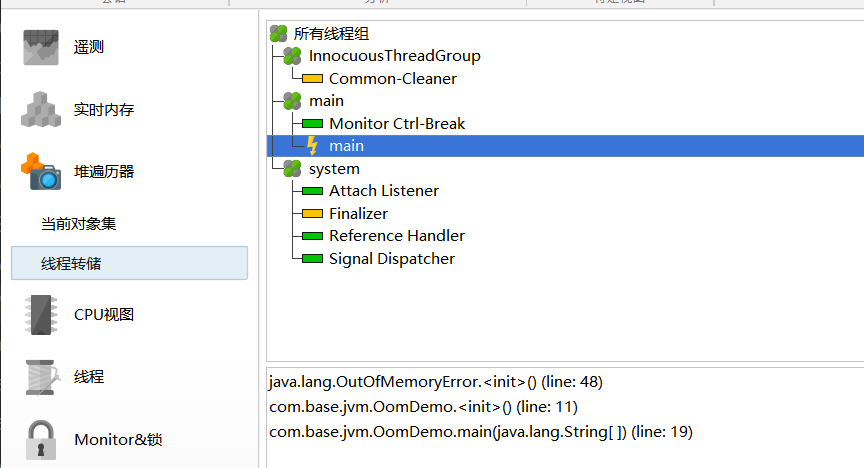 遥测
实时内存
堆遍历器
当前对象集
线程转储
CPU视图
线程
Monitor&锁
所有线程组
InnocuousThreadGroup
Common-Cleaner
main
Monitor Ctrl-Break
main
system
Attach Listener
Finalizer
Reference Handler
Signal Dispatcher
java.lang.OutOfMemoryError.<init>() (line: 48)
com.base.jvm.OomDemo.<init>() (line: 11)
com.base.jvm.OomDemo.main(java.lang.String[ ]) (line: 19)